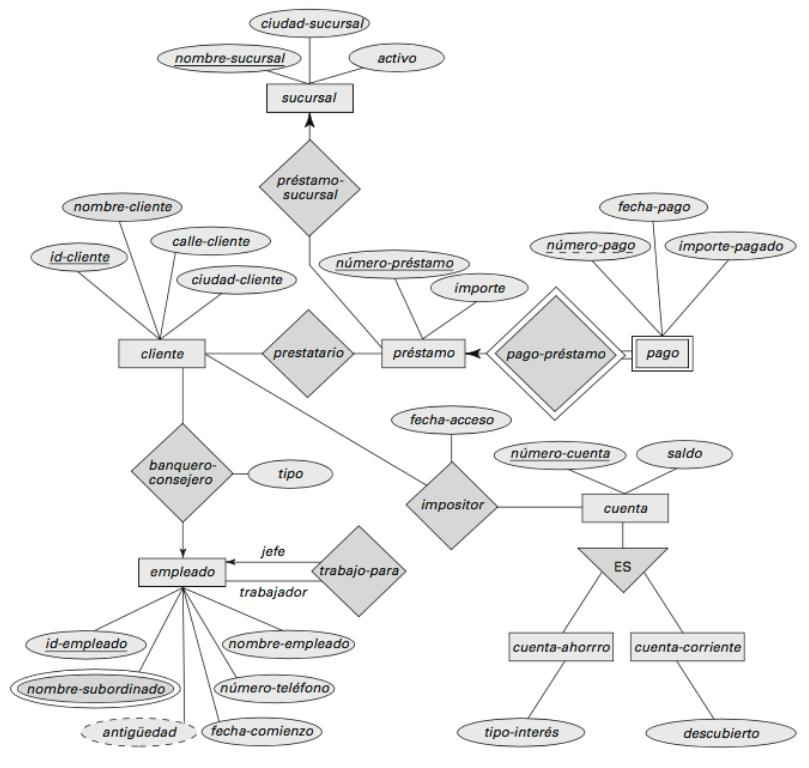 ciudad-sucursal
nombre-sucursal
activo
sucursal
préstamo-
sucursal
nombre-cliente
calle-cliente
id-cliente
ciudad-cliente
número-préstamo
importe
fecha-pago
número-pago
importe-pagado
cliente
prestatario
préstamo
pago-préstamo
pago
fecha-acceso
banquero-
consejero
tipo
impositor
número-cuenta
saldo
cuenta
jefe
empleado
trabajo-para
trabajador
ES
id-empleado
nombre-empleado
cuenta-ahorrro
cuenta-corriente
nombre-subordinado
número-teléfono
antigüedad
fecha-comienzo
tipo-interés
descubierto